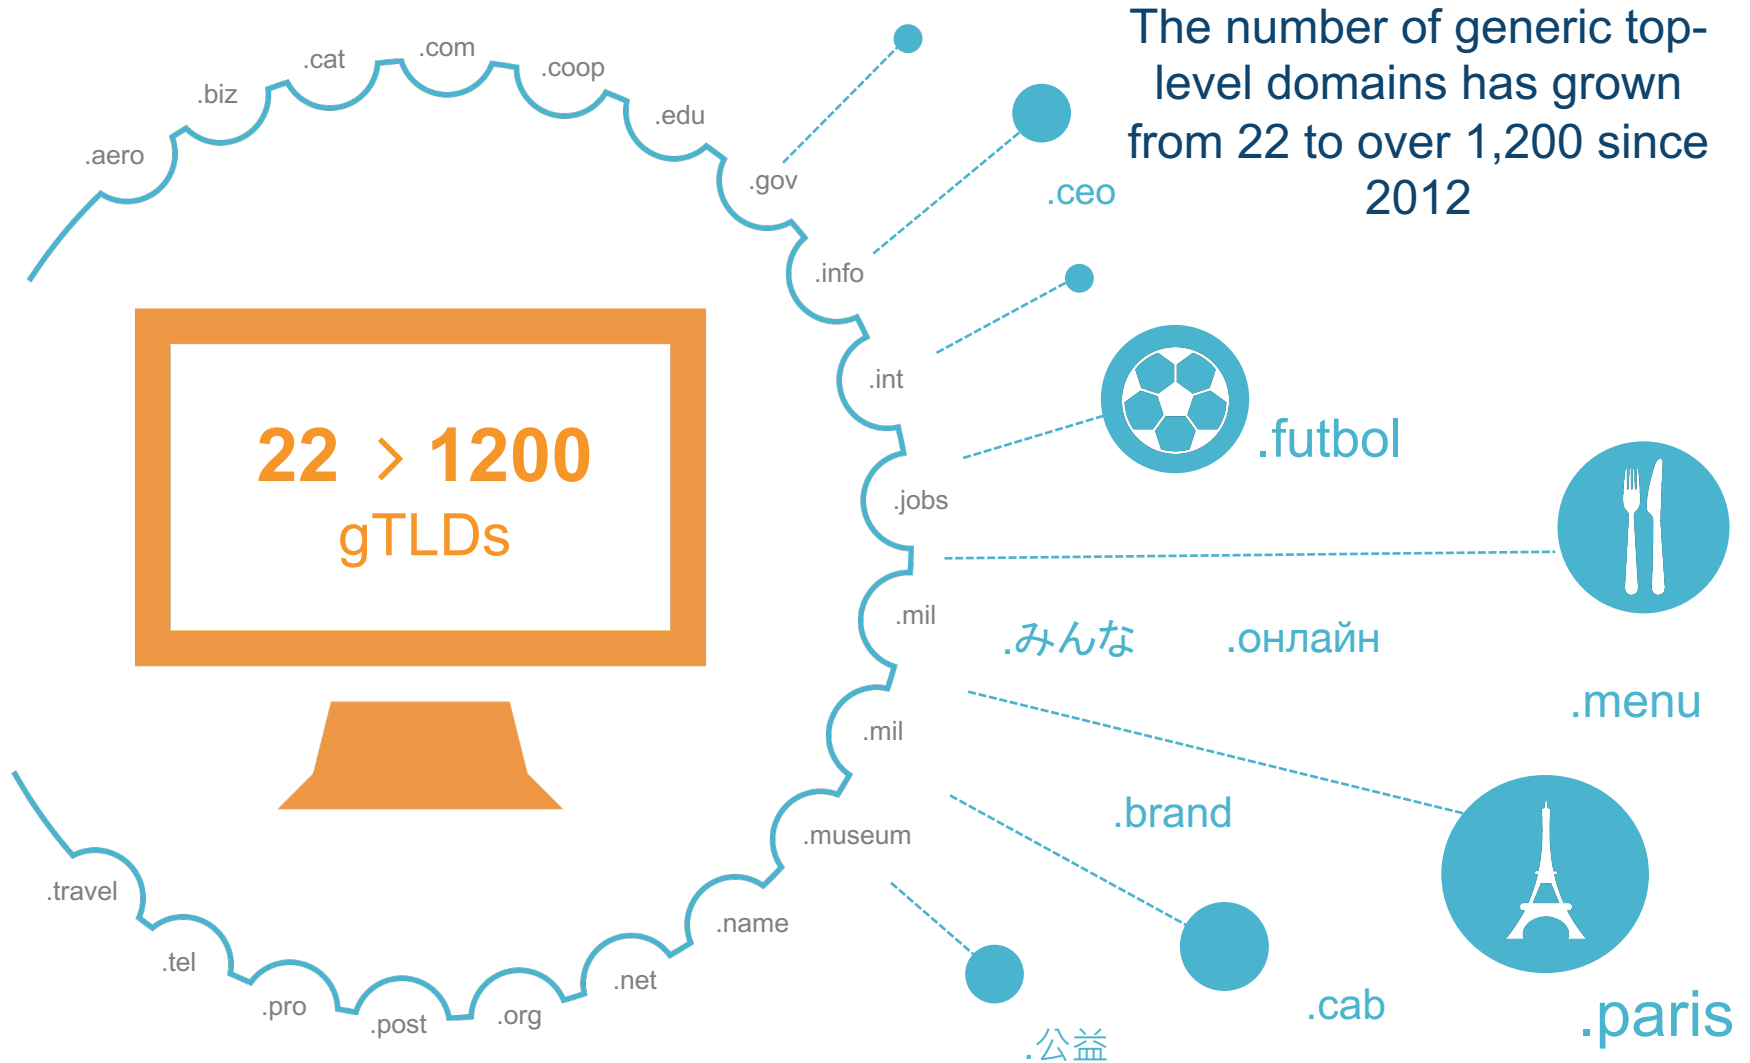 The number of generic top-
level domains has grown
from 22 to over 1,200 since
2012
.aero
.biz
.cat
.com
.coop
.edu
.gov
.info
.int
.jobs
.mil
.mil
.museum
.name
.net
.org
.post
.pro
.tel
.travel
22 > 1200
gTLDs
.ceo
.futbol
.menu
.みんな
.онлайн
.brand
.paris
.cab
.公益